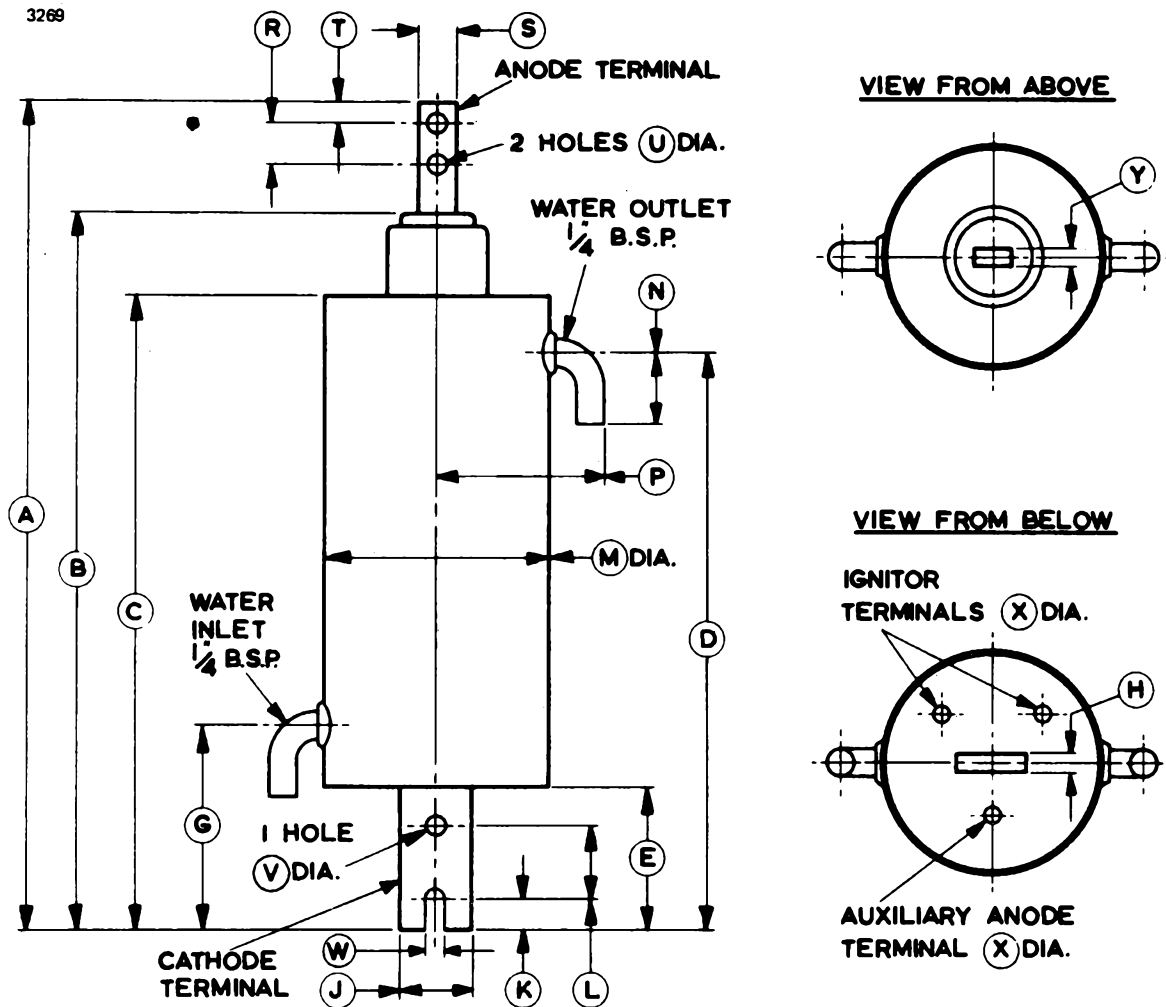 3269
R
T
S
ANODE TERMINAL
2 HOLES U DIA.
WATER OUTLET
1/4" B.S.P.
N
A
P
B
M DIA.
C
WATER
INLET
1/4" B.S.P.
D
G
1 HOLE
V DIA.
E
CATHODE
TERMINAL
W
J
K
L
VIEW FROM ABOVE
Y
VIEW FROM BELOW
IGNITOR
TERMINALS X DIA.
H
AUXILIARY ANODE
TERMINAL X DIA.